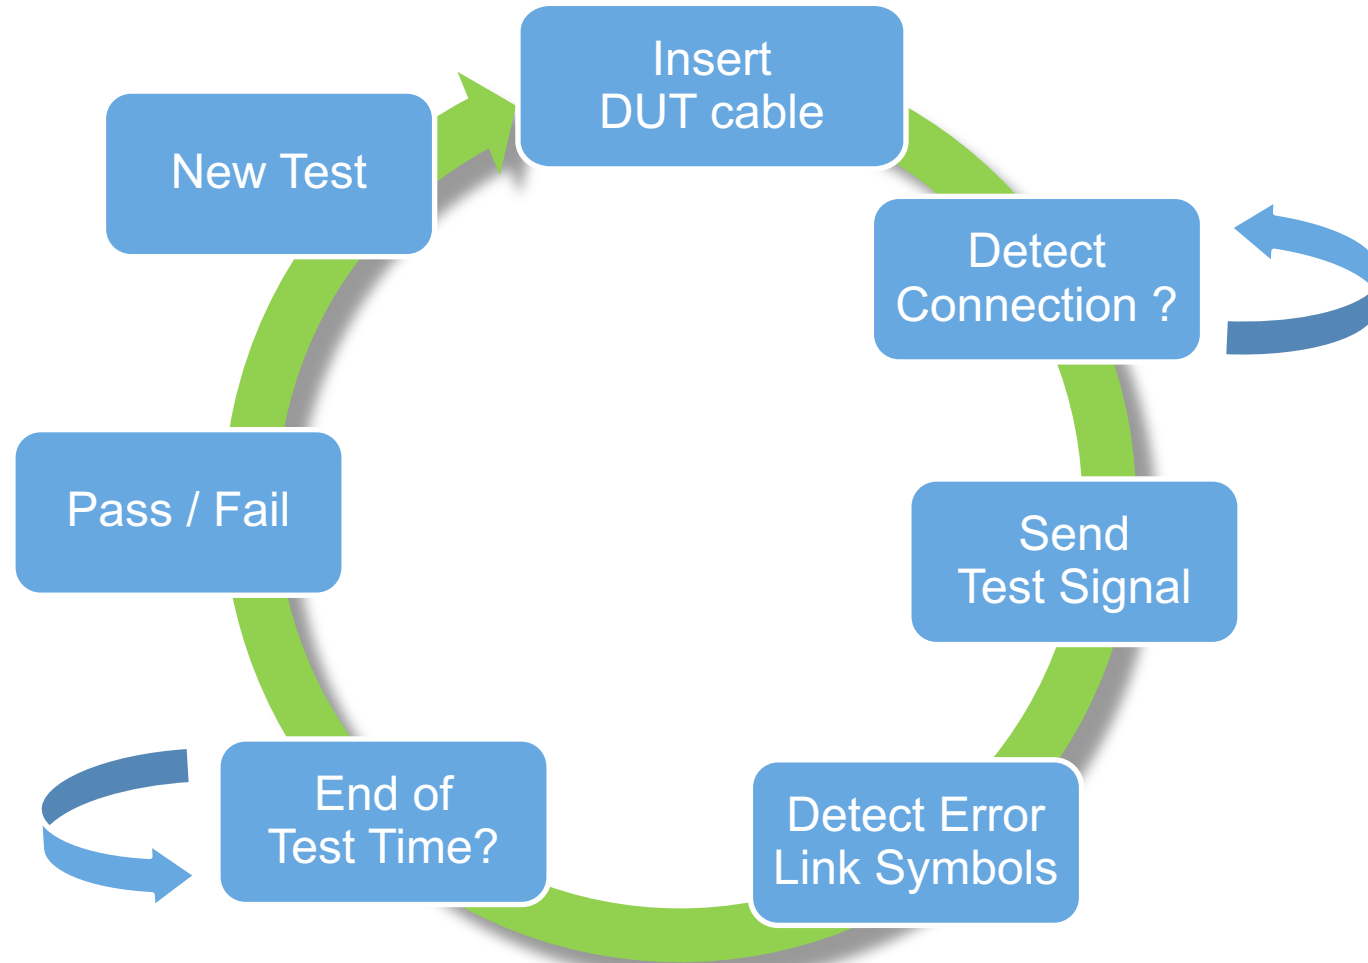 Insert
DUT cable
Detect
Connection ?
Send
Test Signal
Detect Error
Link Symbols
End of
Test Time?
Pass / Fail
New Test